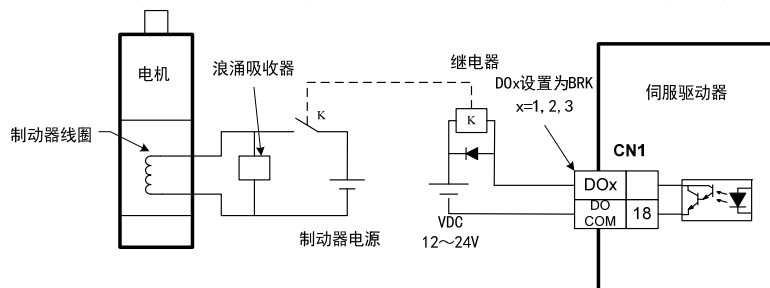 电机
制动器线圈
浪涌吸收器
K
制动器电源
继电器
K
VDC
12～24V
DOx设置为BRK
x=1,2,3
伺服驱动器
CN1
DOx
DO
COM
18